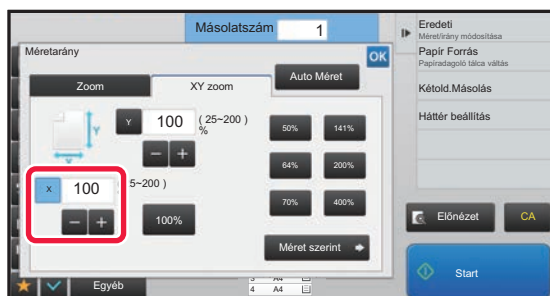 Másolatszám 1
Méretarány
OK
Zoom
XY zoom
Auto Méret
Y
Y 100 ( 25~200 )
%
X
X 100 5~200 )
100%
50% 141%
64% 200%
70% 400%
Méret szerint
Egyéb
A4
4 A4
Eredeti
Méret/irány módosítása
Papír Forrás
Papíradagoló tálca váltás
Kétold.Másolás
Háttér beállítás
Előnézet
CA
Start